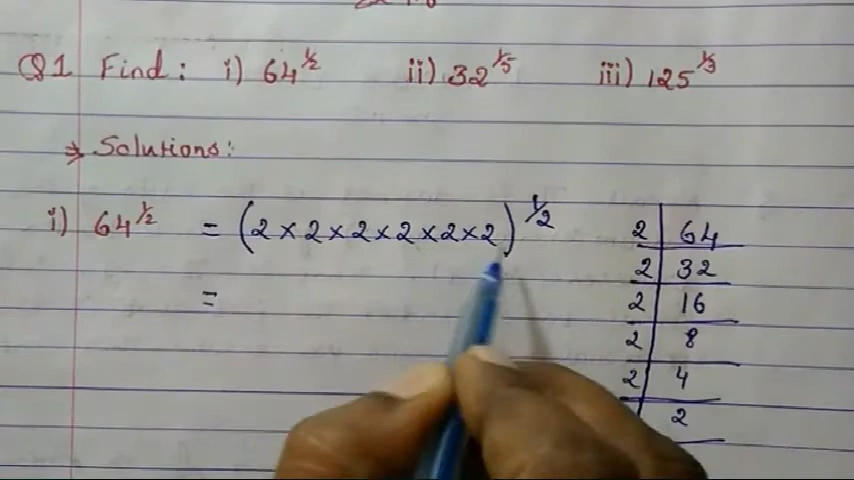 Q1 Find: i) 64^1/2 ii) 32^1/5 iii) 125^1/3
⇒ Solutions:
i) 64^1/2 = (2×2×2×2×2×2)^1/2
=
2 | 64
2 | 32
2 | 16
2 | 8
2 | 4
2